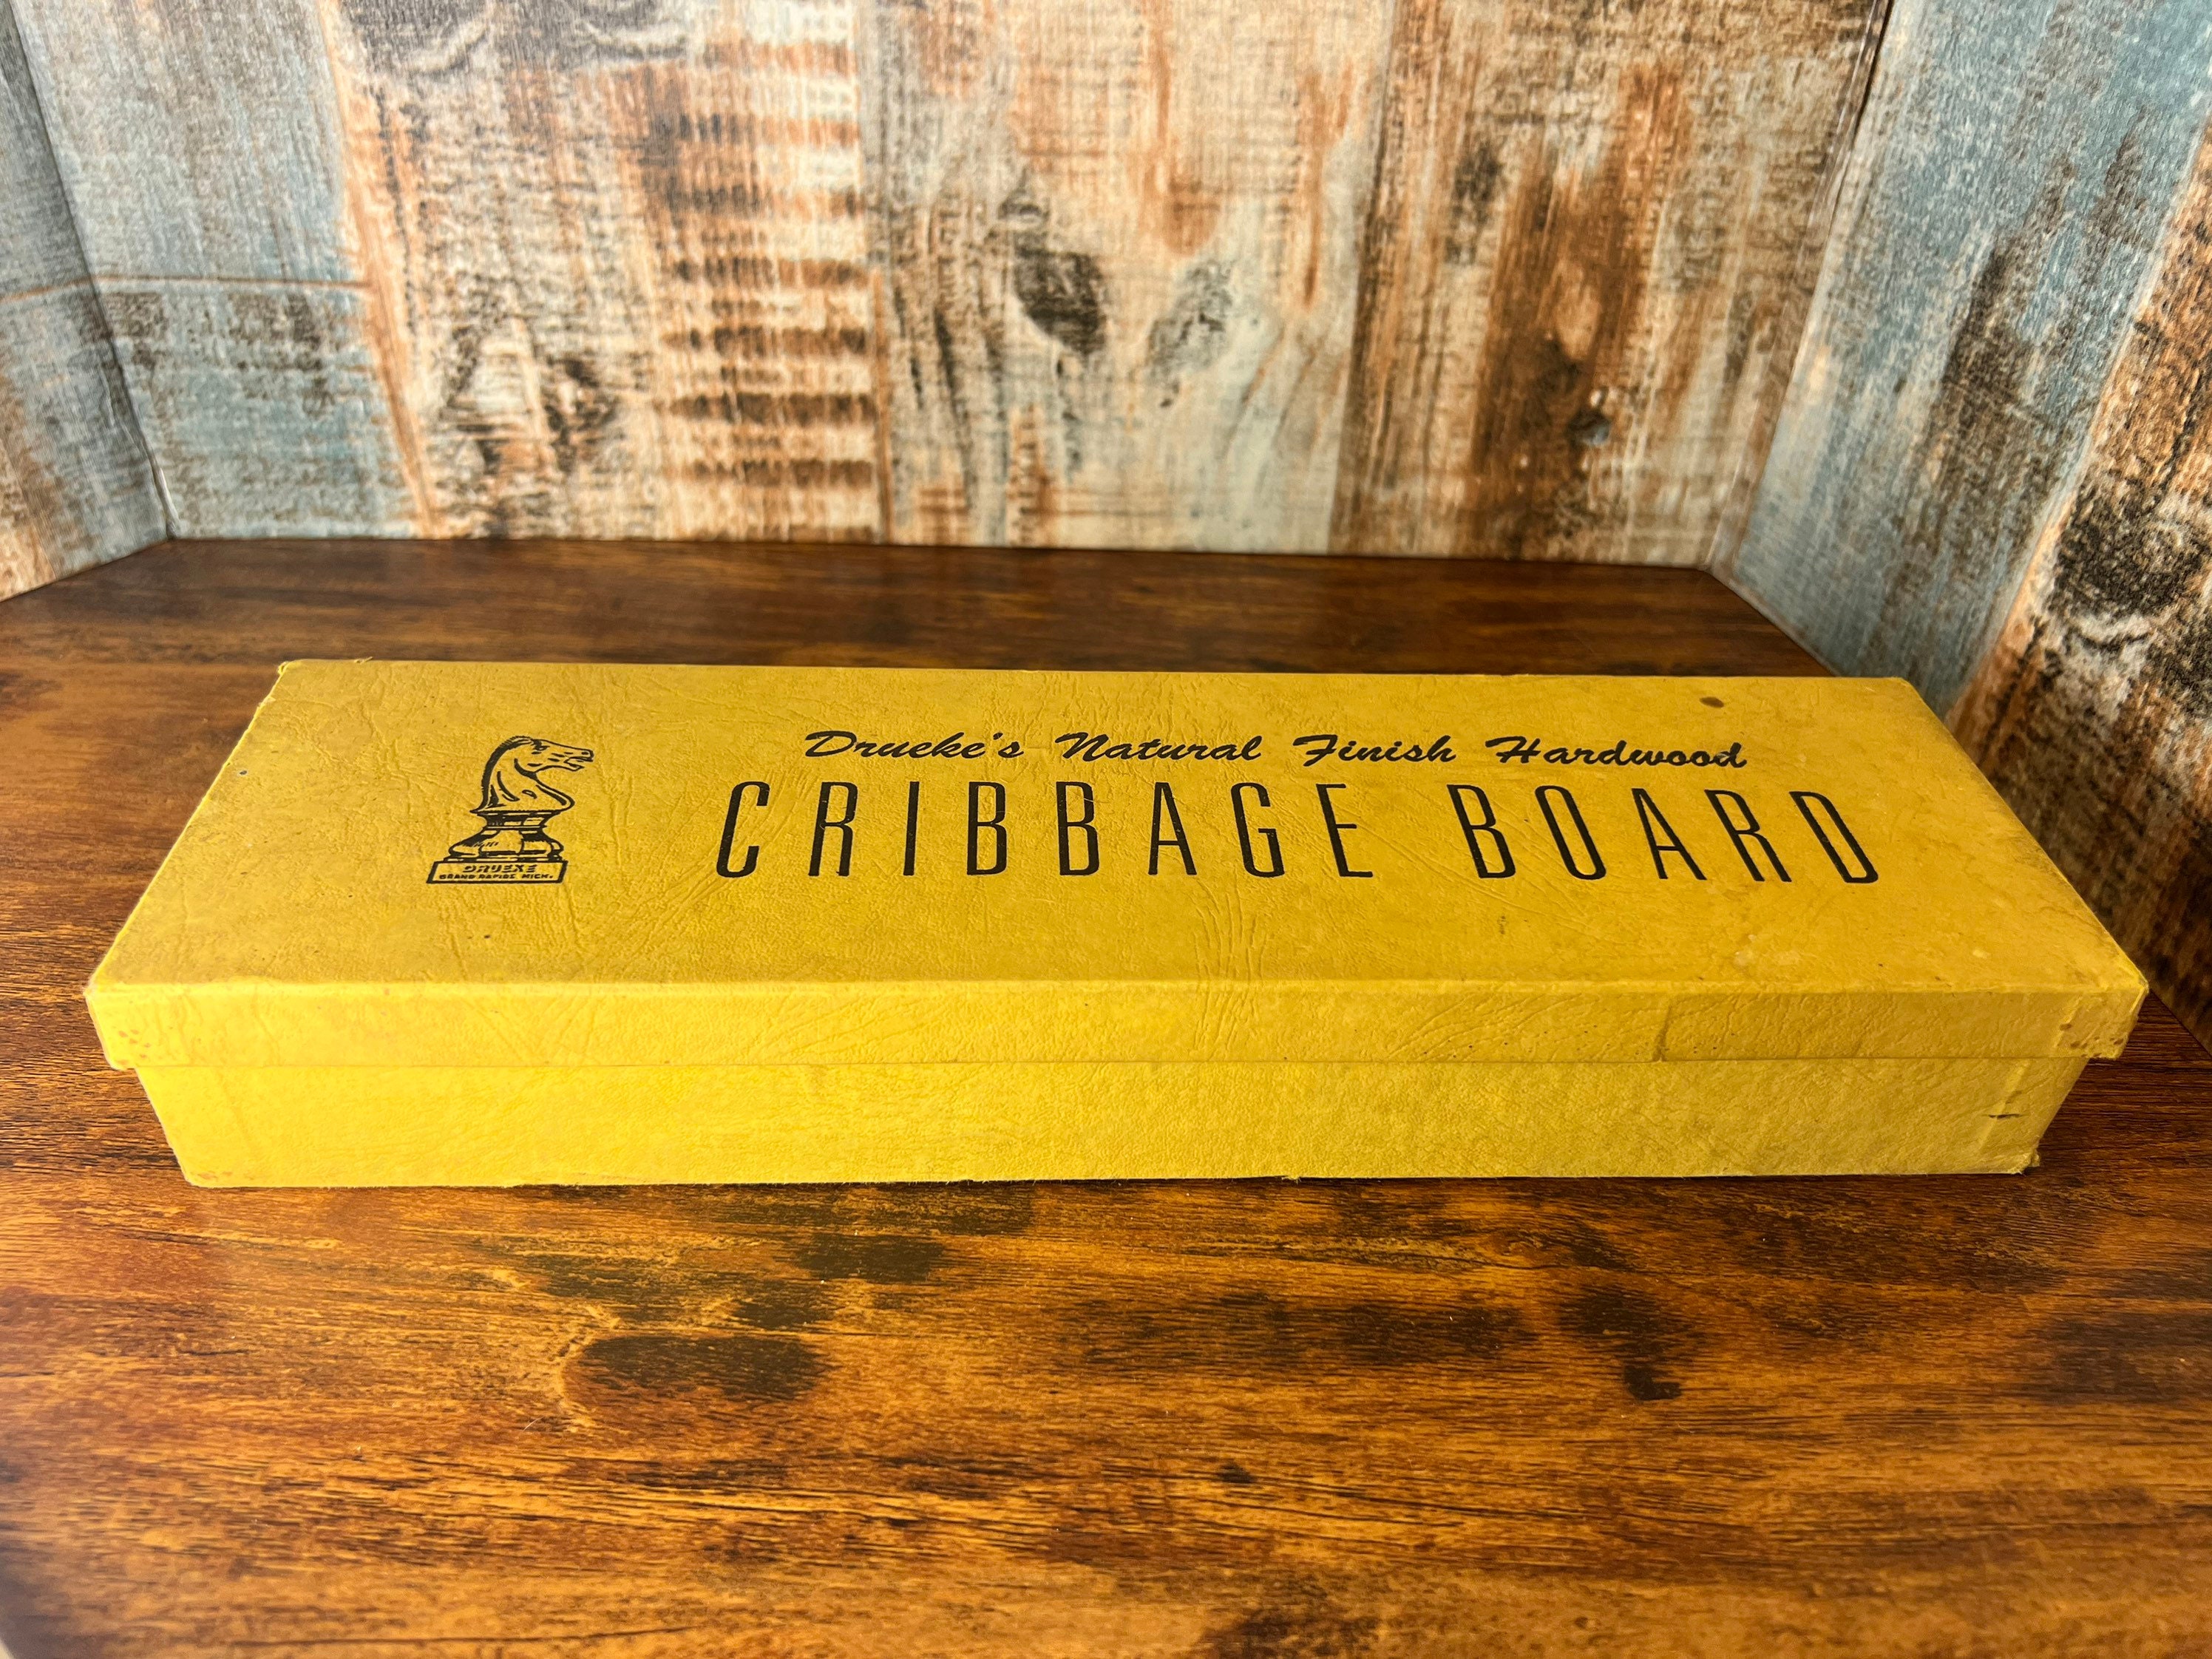 Drueke's Natural Finish Hardwood
CRIBBAGE BOARD
DRUEKE
GRAND RAPIDS MICH.